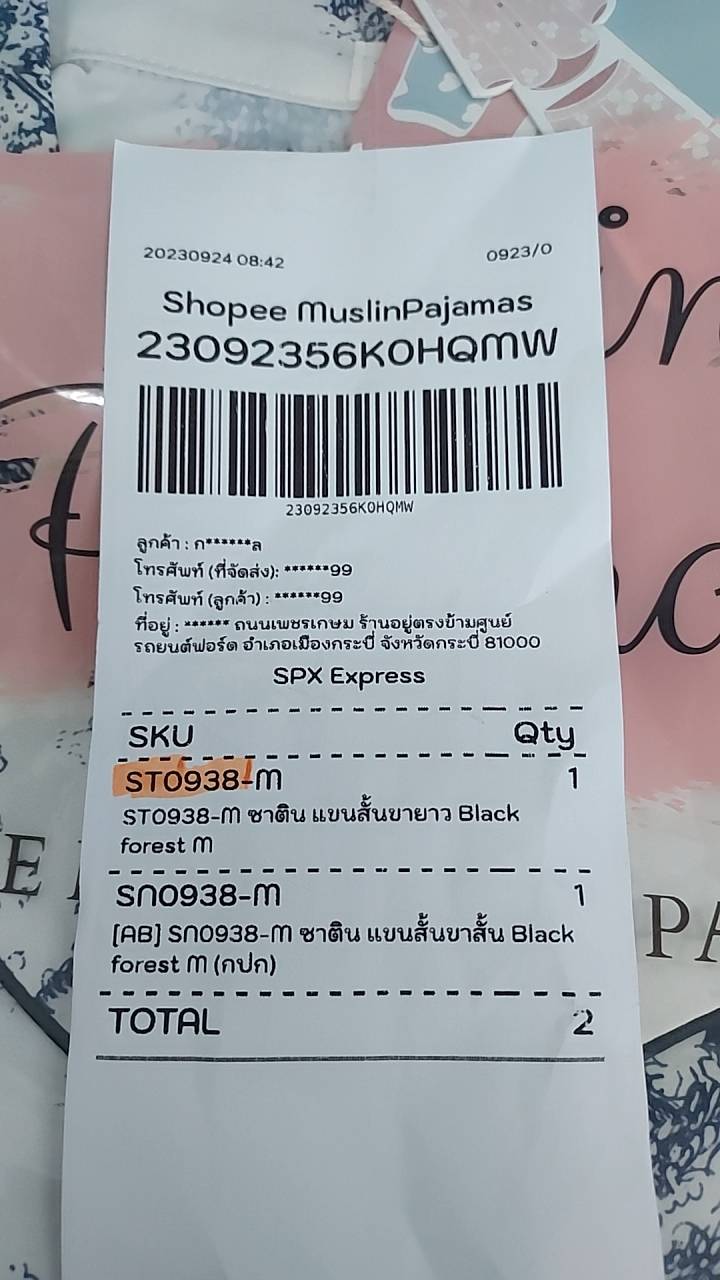 20230924 08:42 0923/0
Shopee MuslinPajamas
23092356K0HQMW
23092356K0HQMW
ลูกค้า : ก******ล
โทรศัพท์ (ที่จัดส่ง): ******99
โทรศัพท์ (ลูกค้า) : ******99
ที่อยู่ : ****** ถนนเพชรเกษม ร้านอยู่ตรงข้ามศูนย์
รถยนต์ฟอร์ด อำเภอเมืองกระบี่ จังหวัดกระบี่ 81000
SPX Express
SKU Qty
ST0938-M 1
ST0938-M ซาติน แขนสั้นขายาว Black
forest M
SN0938-M 1
[AB] SN0938-M ซาติน แขนสั้นขาสั้น Black
forest M (กปก)
TOTAL 2